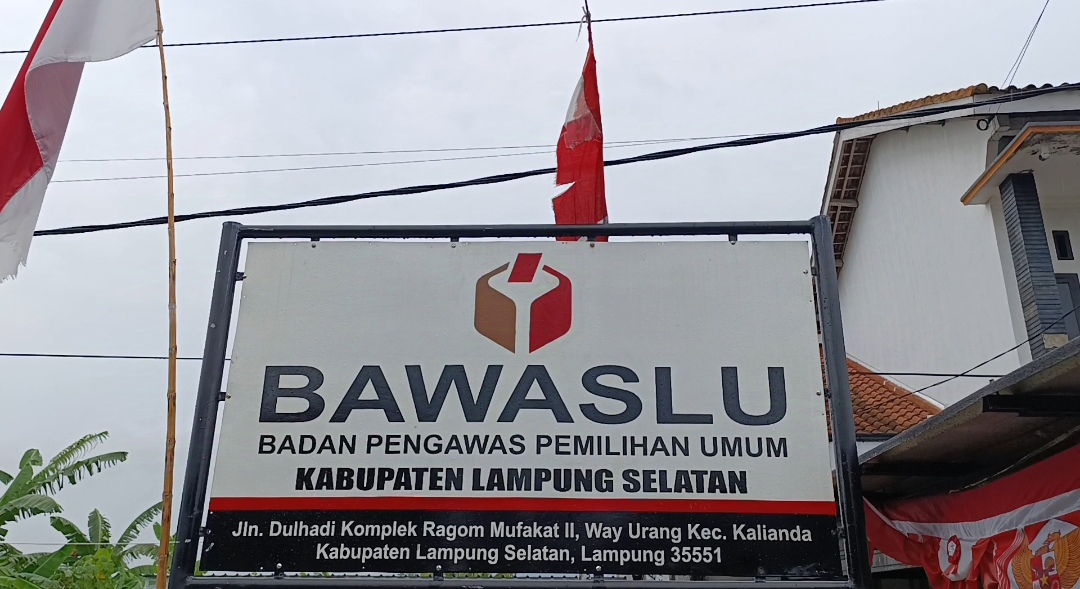 BAWASLU
BADAN PENGAWAS PEMILIHAN UMUM
KABUPATEN LAMPUNG SELATAN
Jln. Dulhadi Komplek Ragom Mufakat II, Way Urang Kec. Kalianda
Kabupaten Lampung Selatan, Lampung 35551